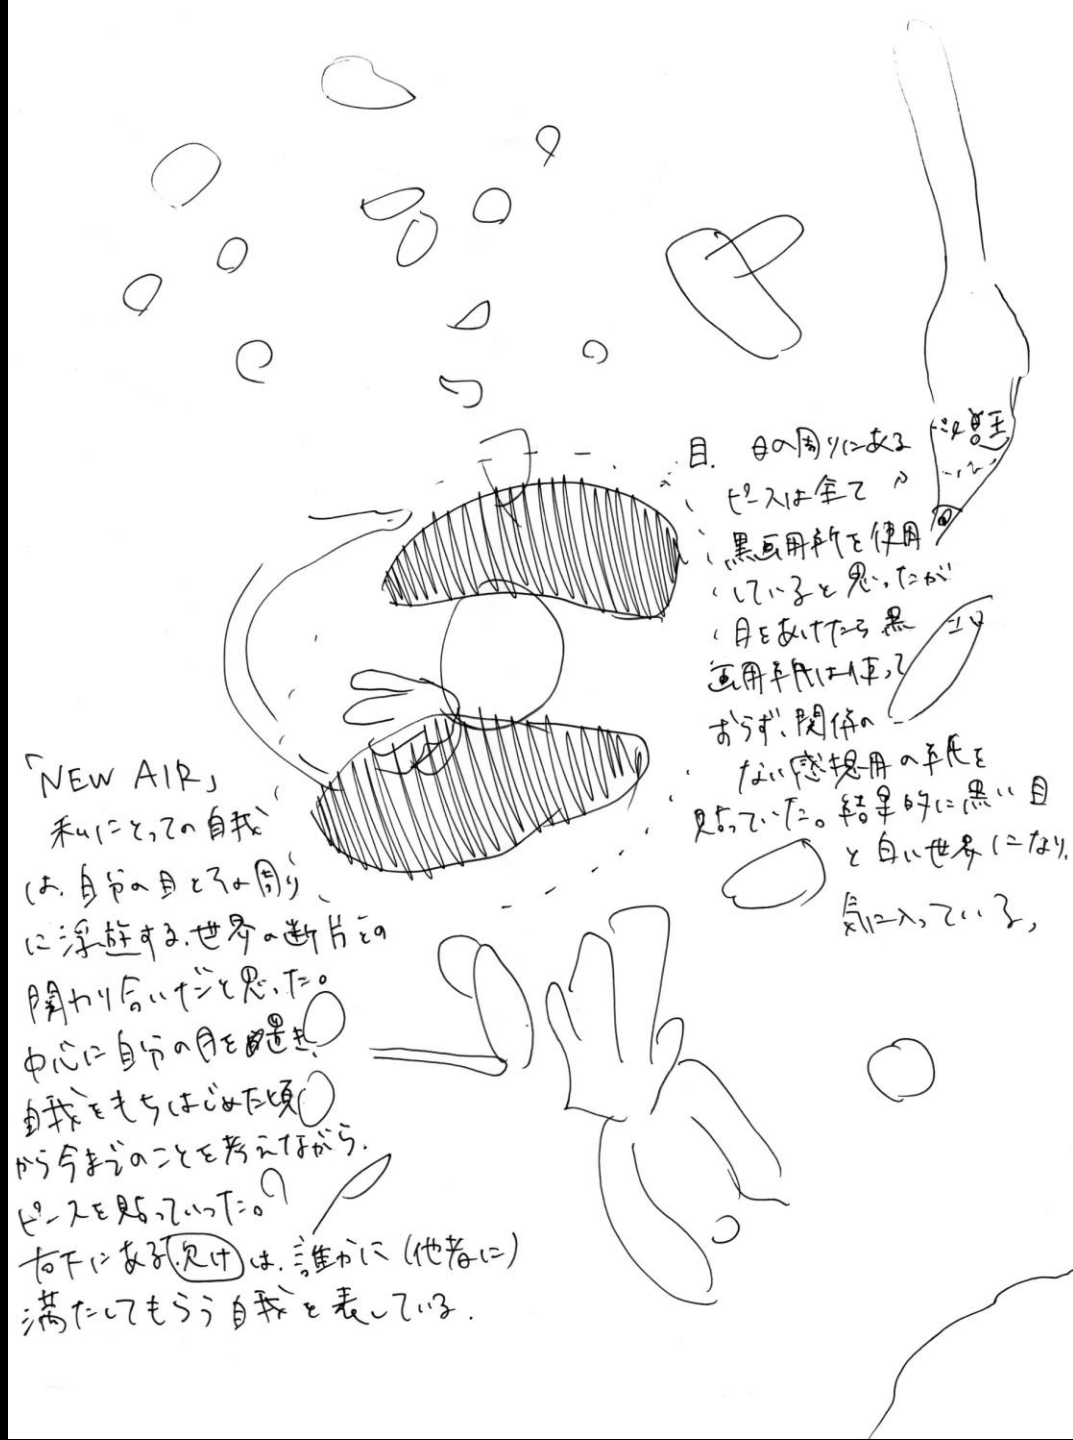 「NEW AIR」
私にとっての自我
は、自分の目とその周り
に浮遊する、世界の断片との
関わり合いだと思った。
中心に自分の目を置き、
自我をもちはじめた頃
から今までのことを考えながら、
ピースを貼っていった。
右下にある欠けは、誰かに(他者に)
満たしてもらう自我を表している.
目. 目の周りにある
ピースは全て
黒画用紙を使用
していると思ったが
目をあけたら黒
画用紙は使って
おらず、関係の
ない感想用の紙を
貼っていた。結果的に黒い目
と白い世界になり、
気に入っている,